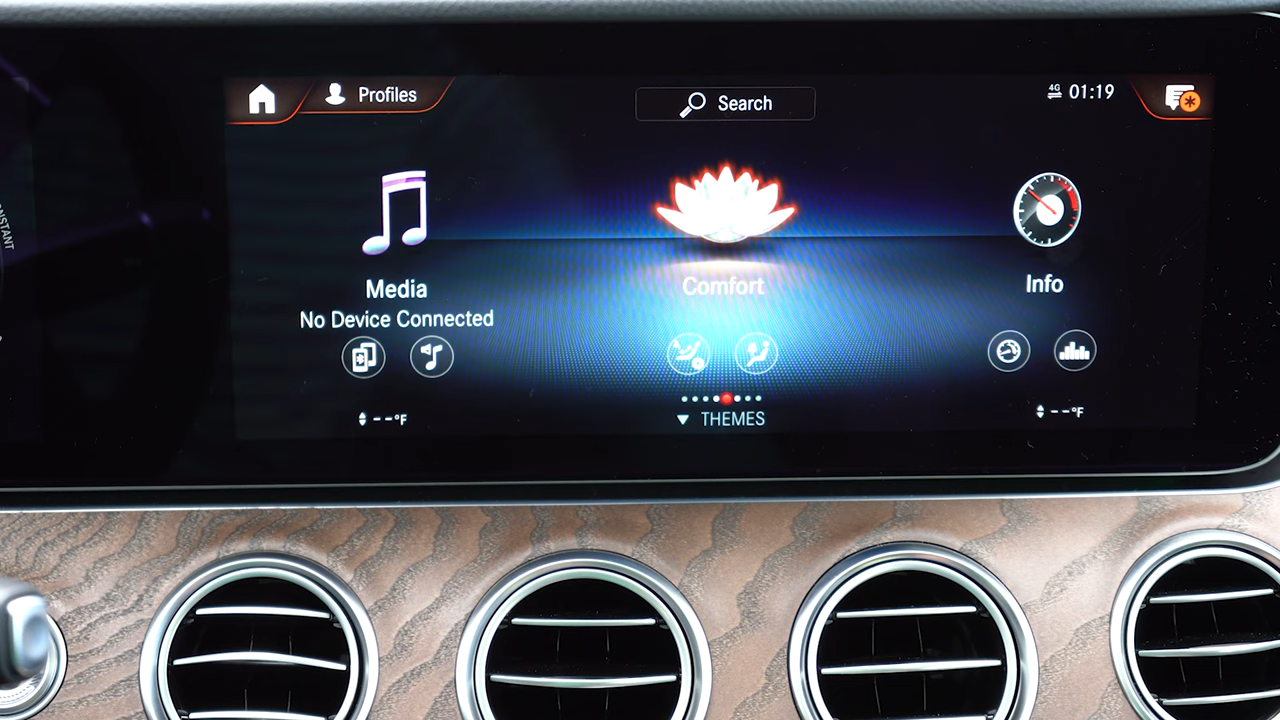 Profiles
Search
4G 01:19
Media
No Device Connected
Comfort
Info
--°F
THEMES
--°F